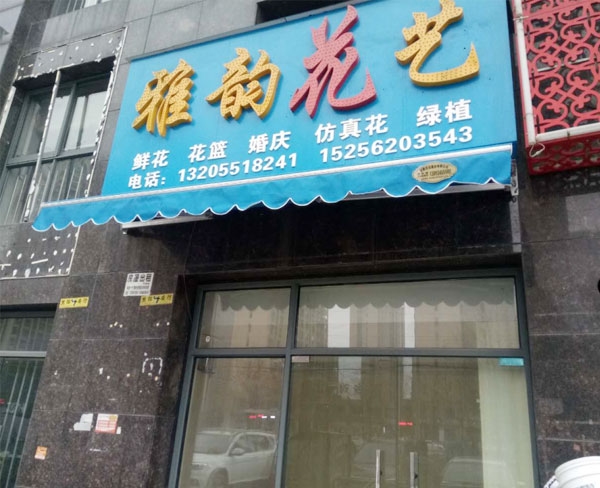 雅韵花艺
鲜花 花篮 婚庆 仿真花 绿植
电话：13205518241 15256203543